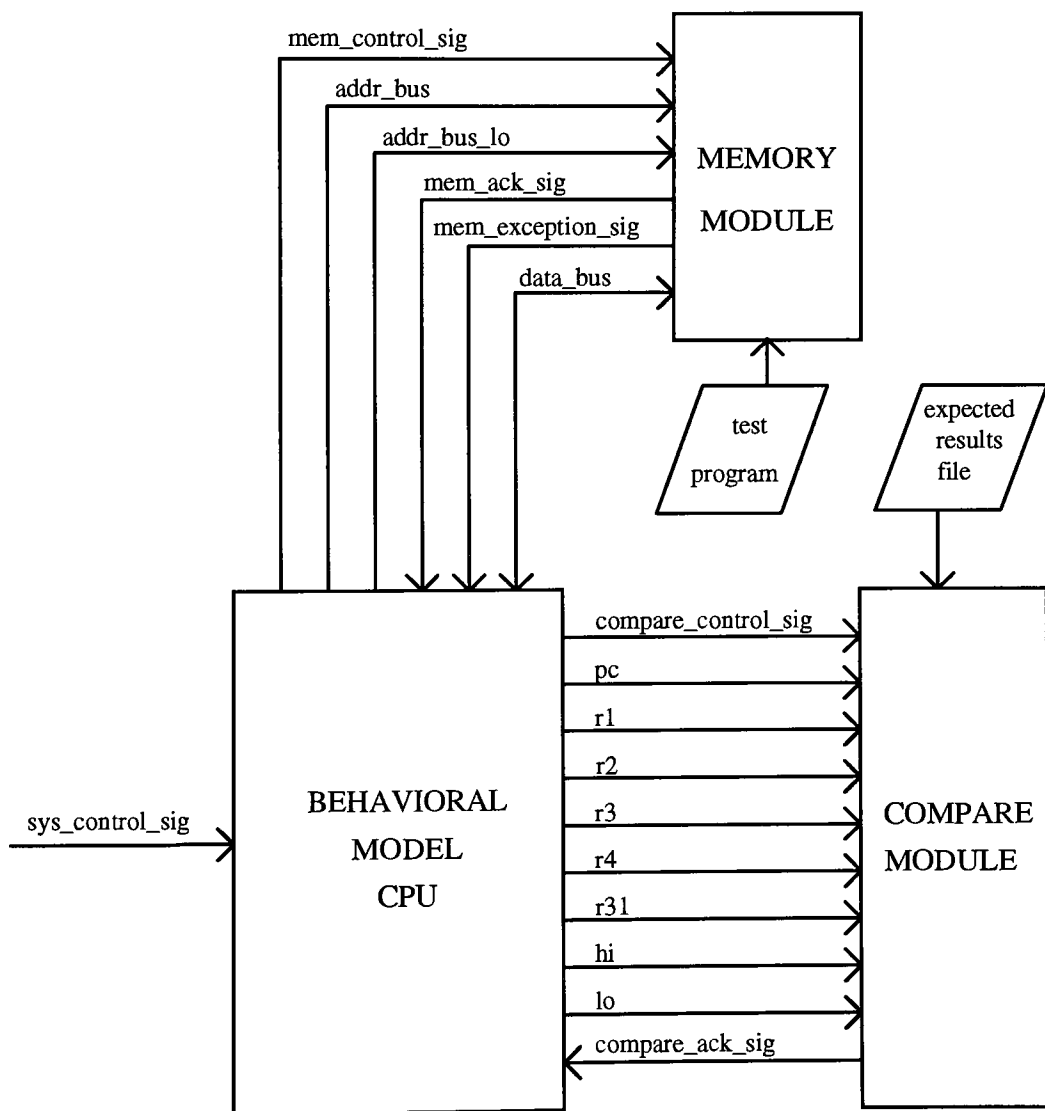 mem_control_sig
addr_bus
addr_bus_lo
mem_ack_sig
mem_exception_sig
data_bus
MEMORY
MODULE
test
program
expected
results
file
sys_control_sig
BEHAVIORAL
MODEL
CPU
compare_control_sig
pc
r1
r2
r3
r4
r31
hi
lo
compare_ack_sig
COMPARE
MODULE